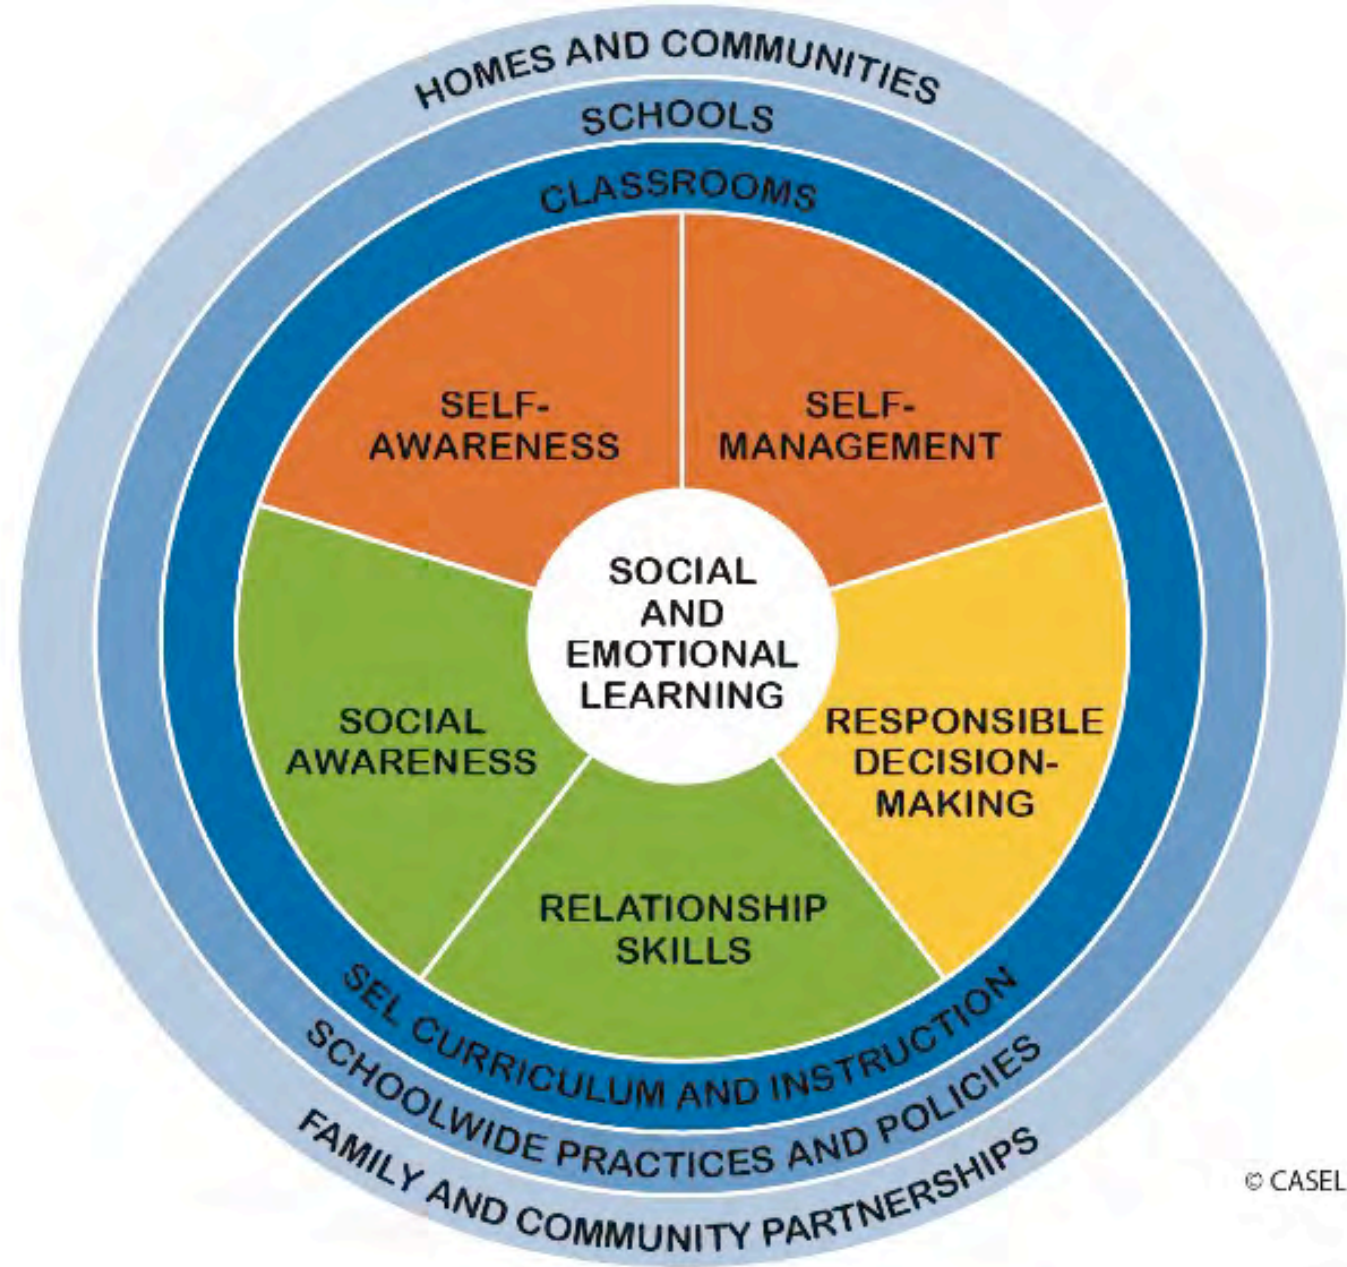 HOMES AND COMMUNITIES
SCHOOLS
CLASSROOMS
SELF-
AWARENESS
SELF-
MANAGEMENT
SOCIAL
AND
EMOTIONAL
LEARNING
SOCIAL
AWARENESS
RESPONSIBLE
DECISION-
MAKING
RELATIONSHIP
SKILLS
SEL CURRICULUM AND INSTRUCTION
SCHOOLWIDE PRACTICES AND POLICIES
FAMILY AND COMMUNITY PARTNERSHIPS
© CASEL